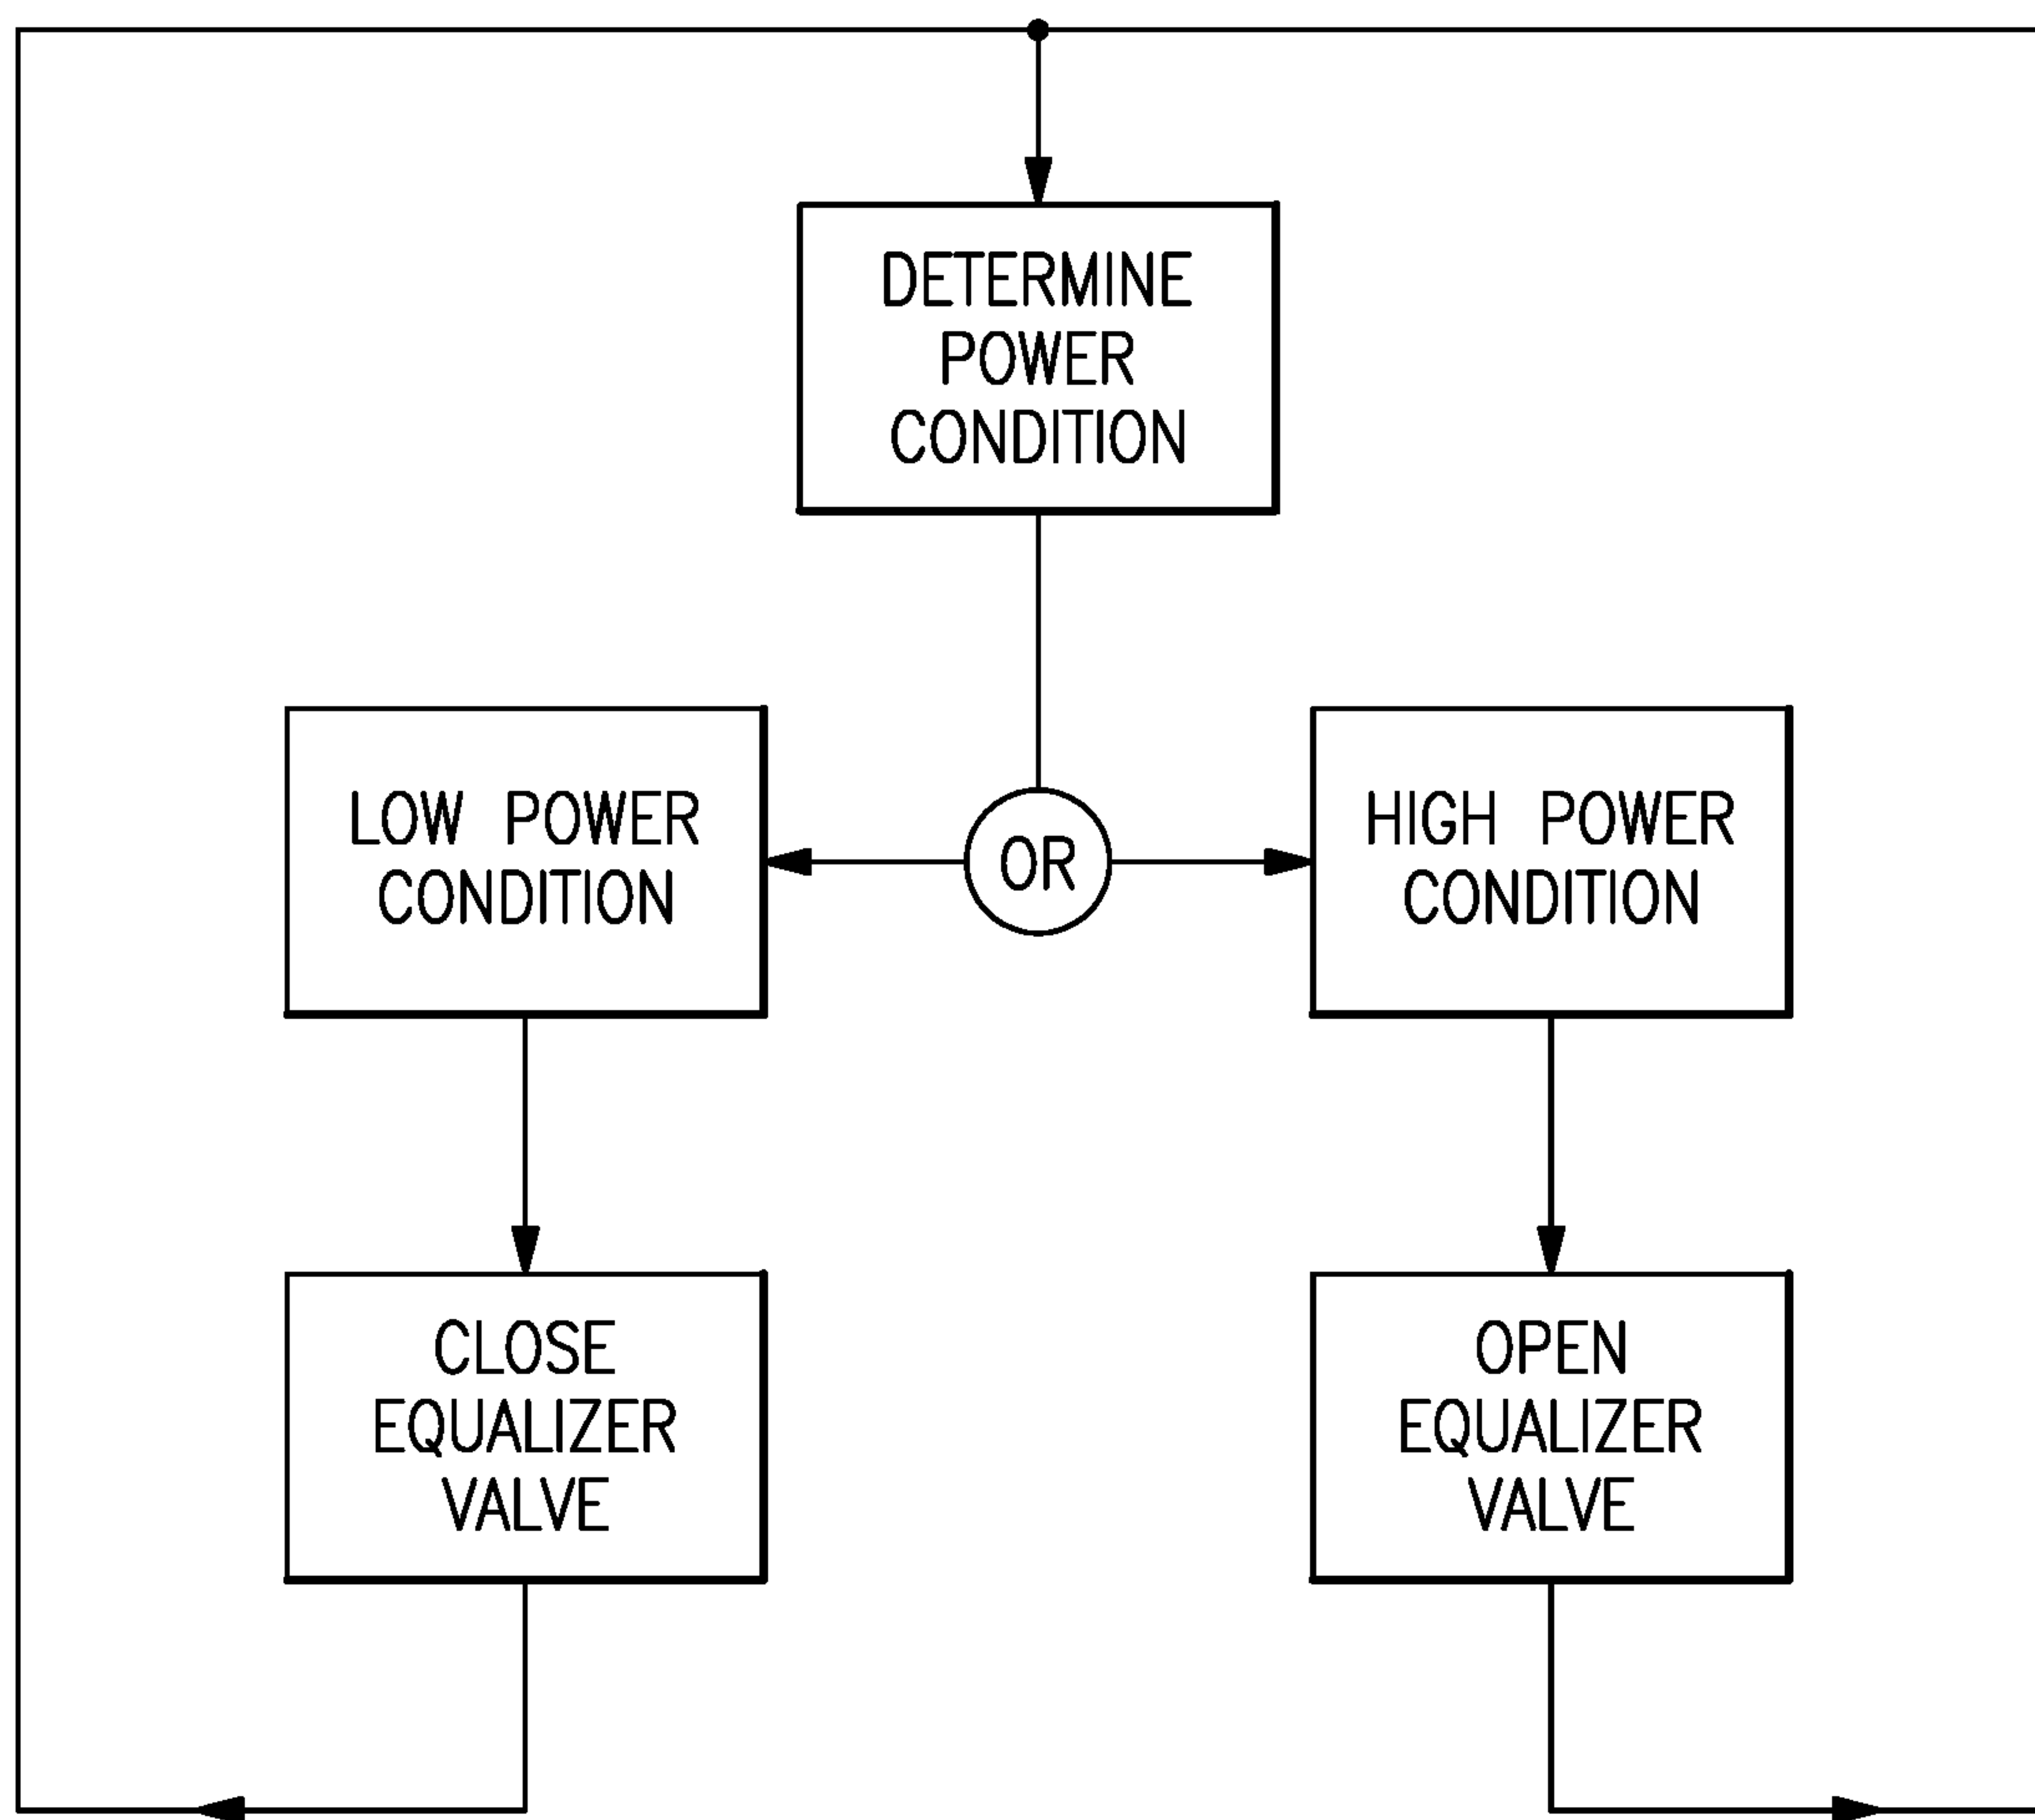 DETERMINE
POWER
CONDITION
LOW POWER
CONDITION
OR
HIGH POWER
CONDITION
CLOSE
EQUALIZER
VALVE
OPEN
EQUALIZER
VALVE